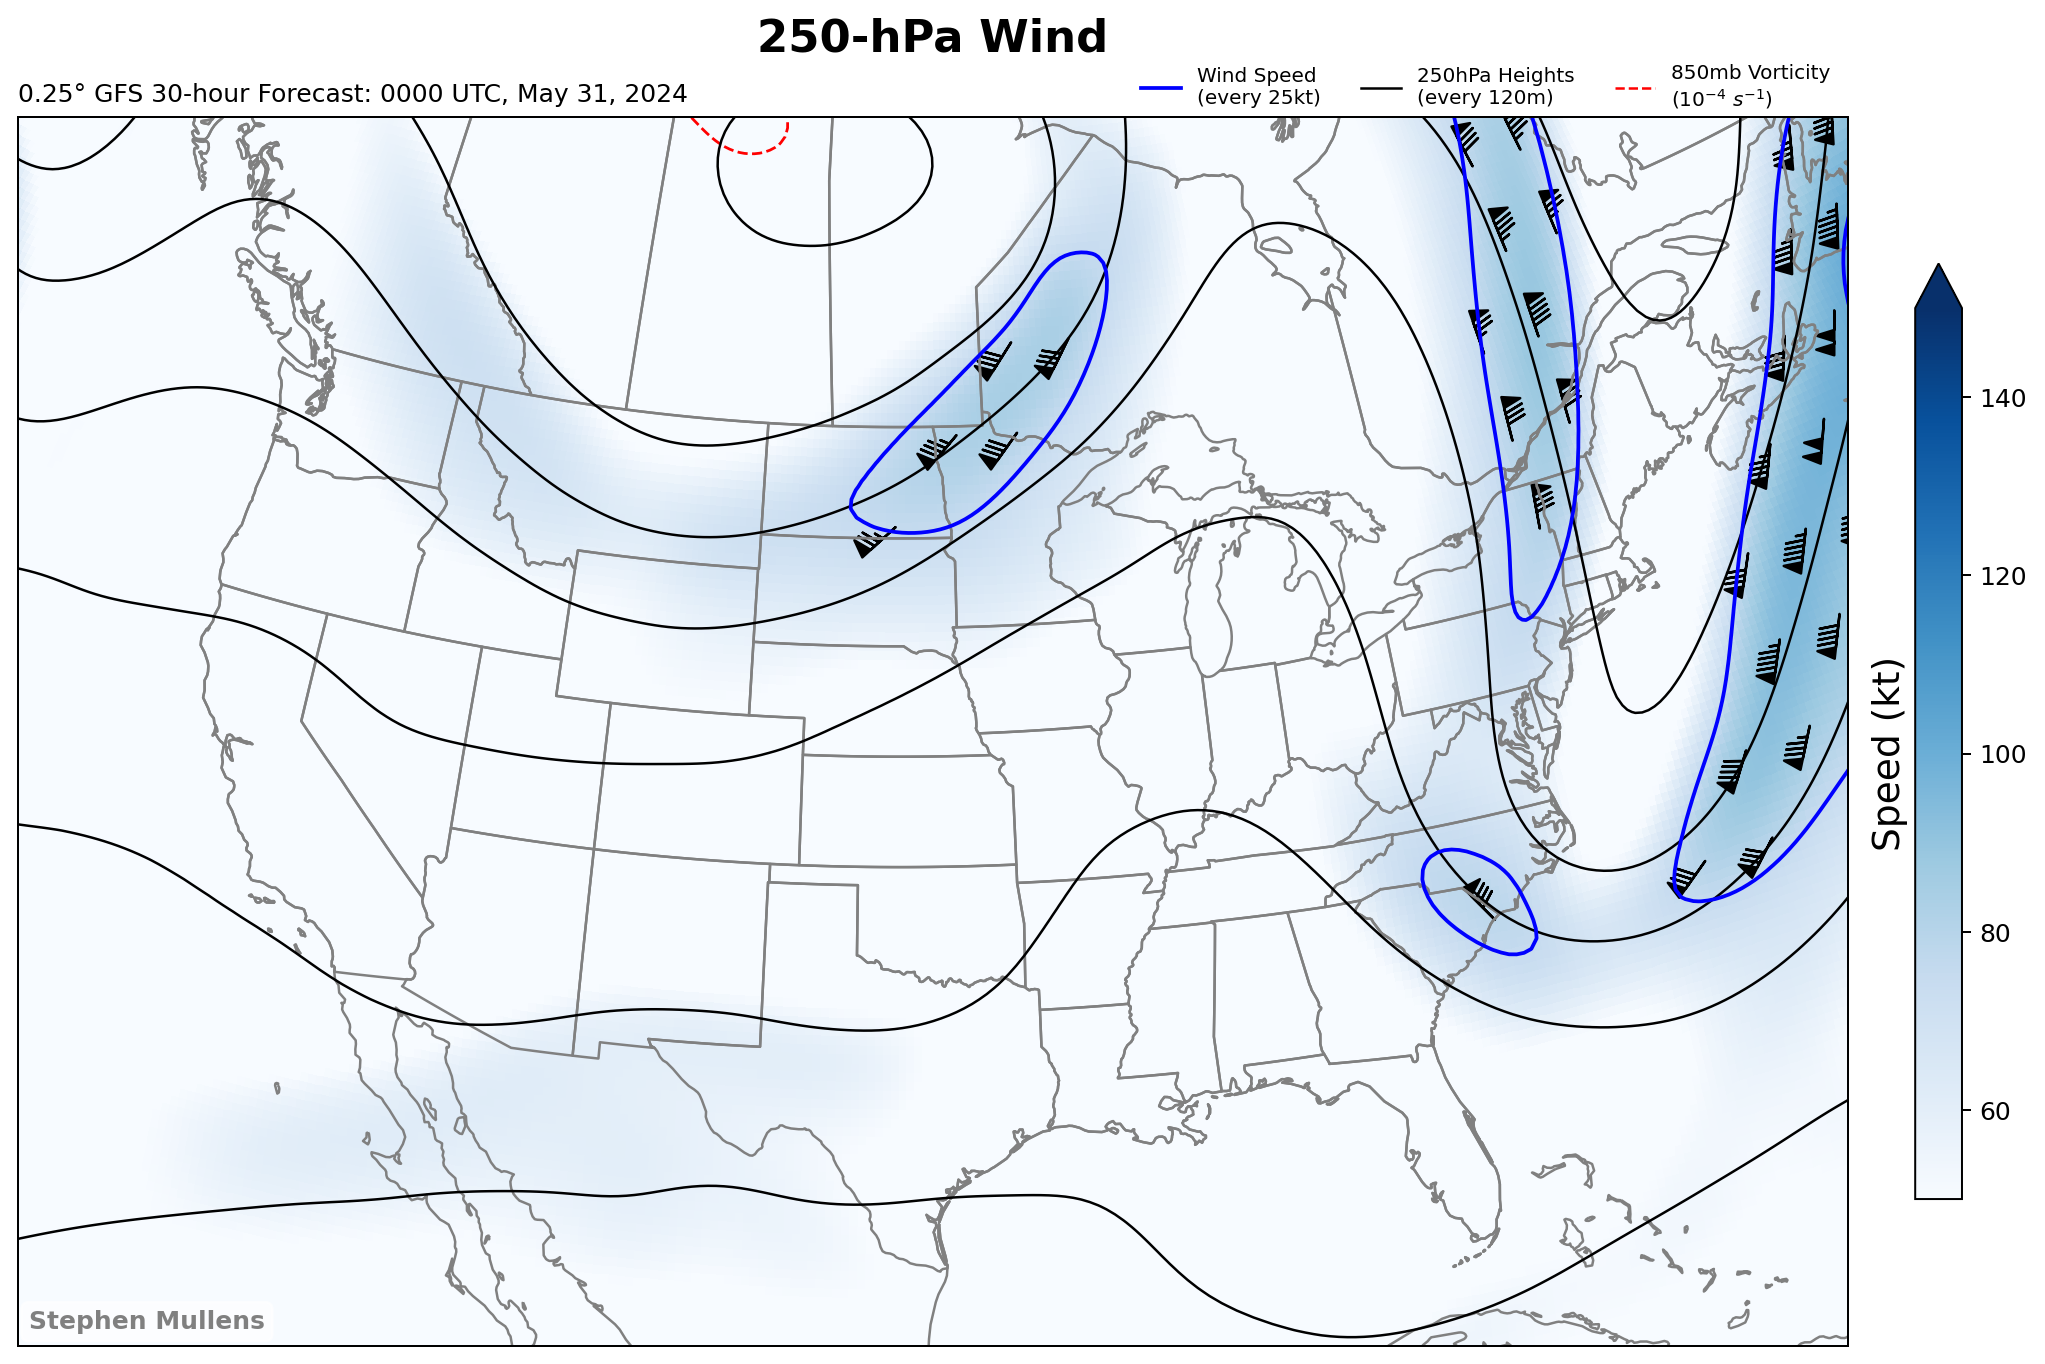 250-hPa Wind
0.25° GFS 30-hour Forecast: 0000 UTC, May 31, 2024
Wind Speed
(every 25kt)
250hPa Heights
(every 120m)
850mb Vorticity
(10⁻⁴ s⁻¹)
140
120
100
80
60
Speed (kt)
Stephen Mullens